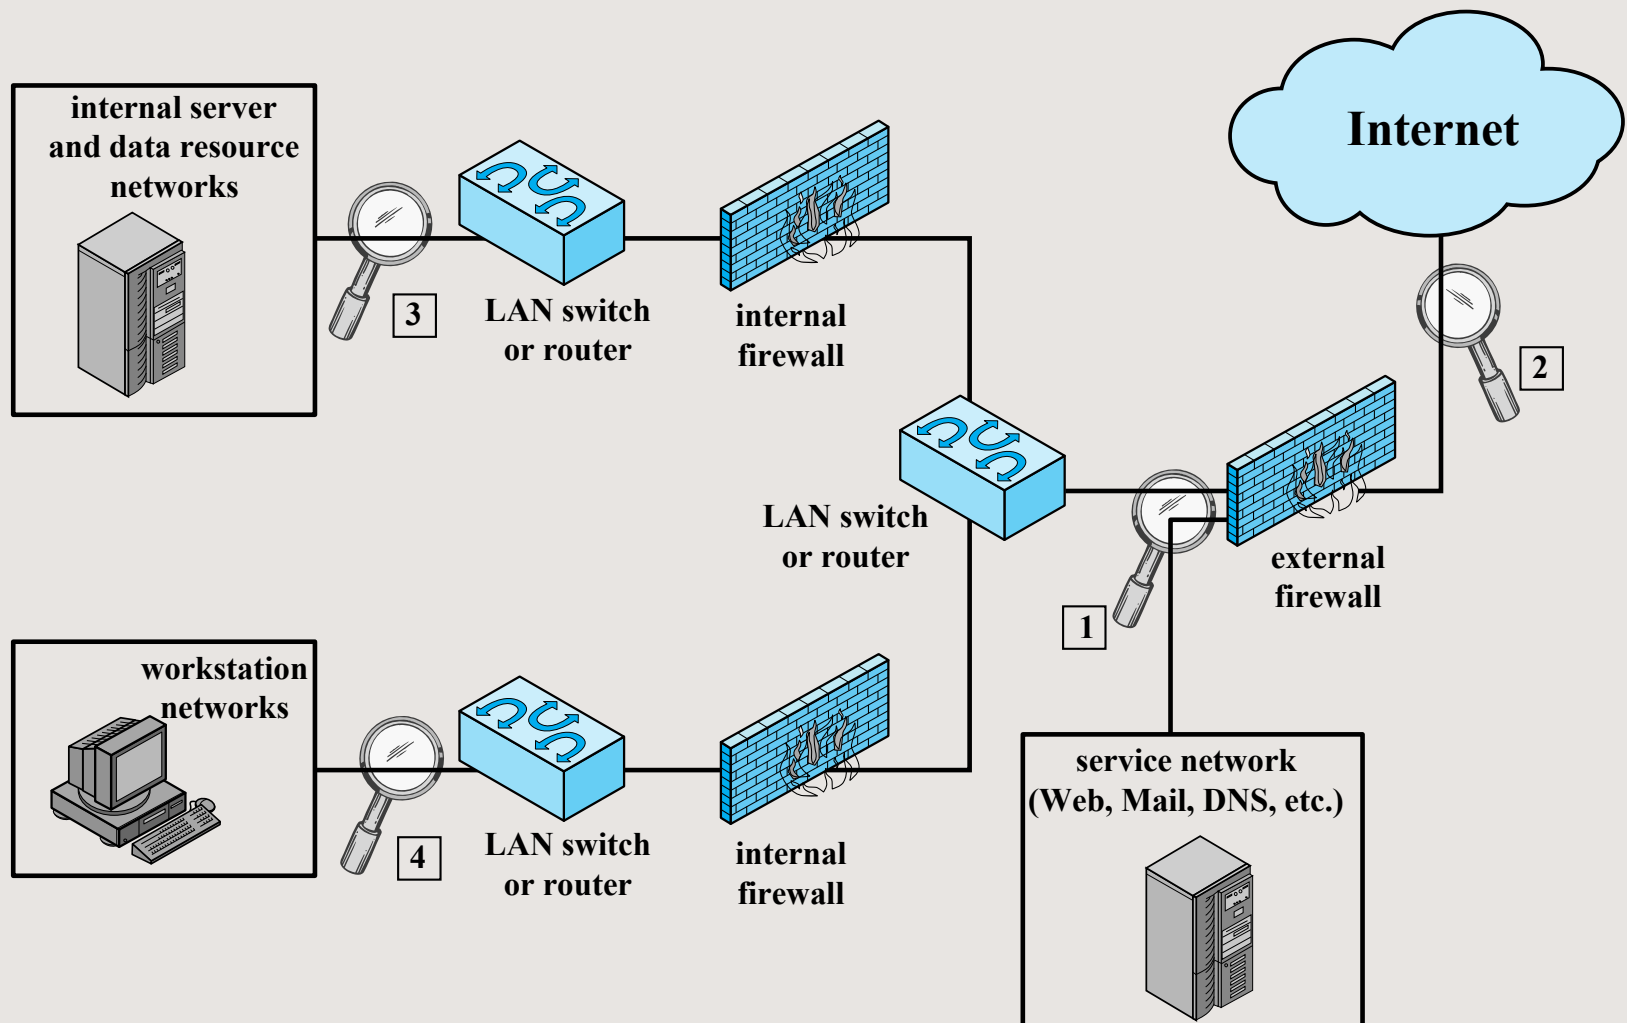 internal server
and data resource
networks
Internet
3
LAN switch
or router
internal
firewall
2
LAN switch
or router
external
firewall
1
workstation
networks
4
LAN switch
or router
internal
firewall
service network
(Web, Mail, DNS, etc.)